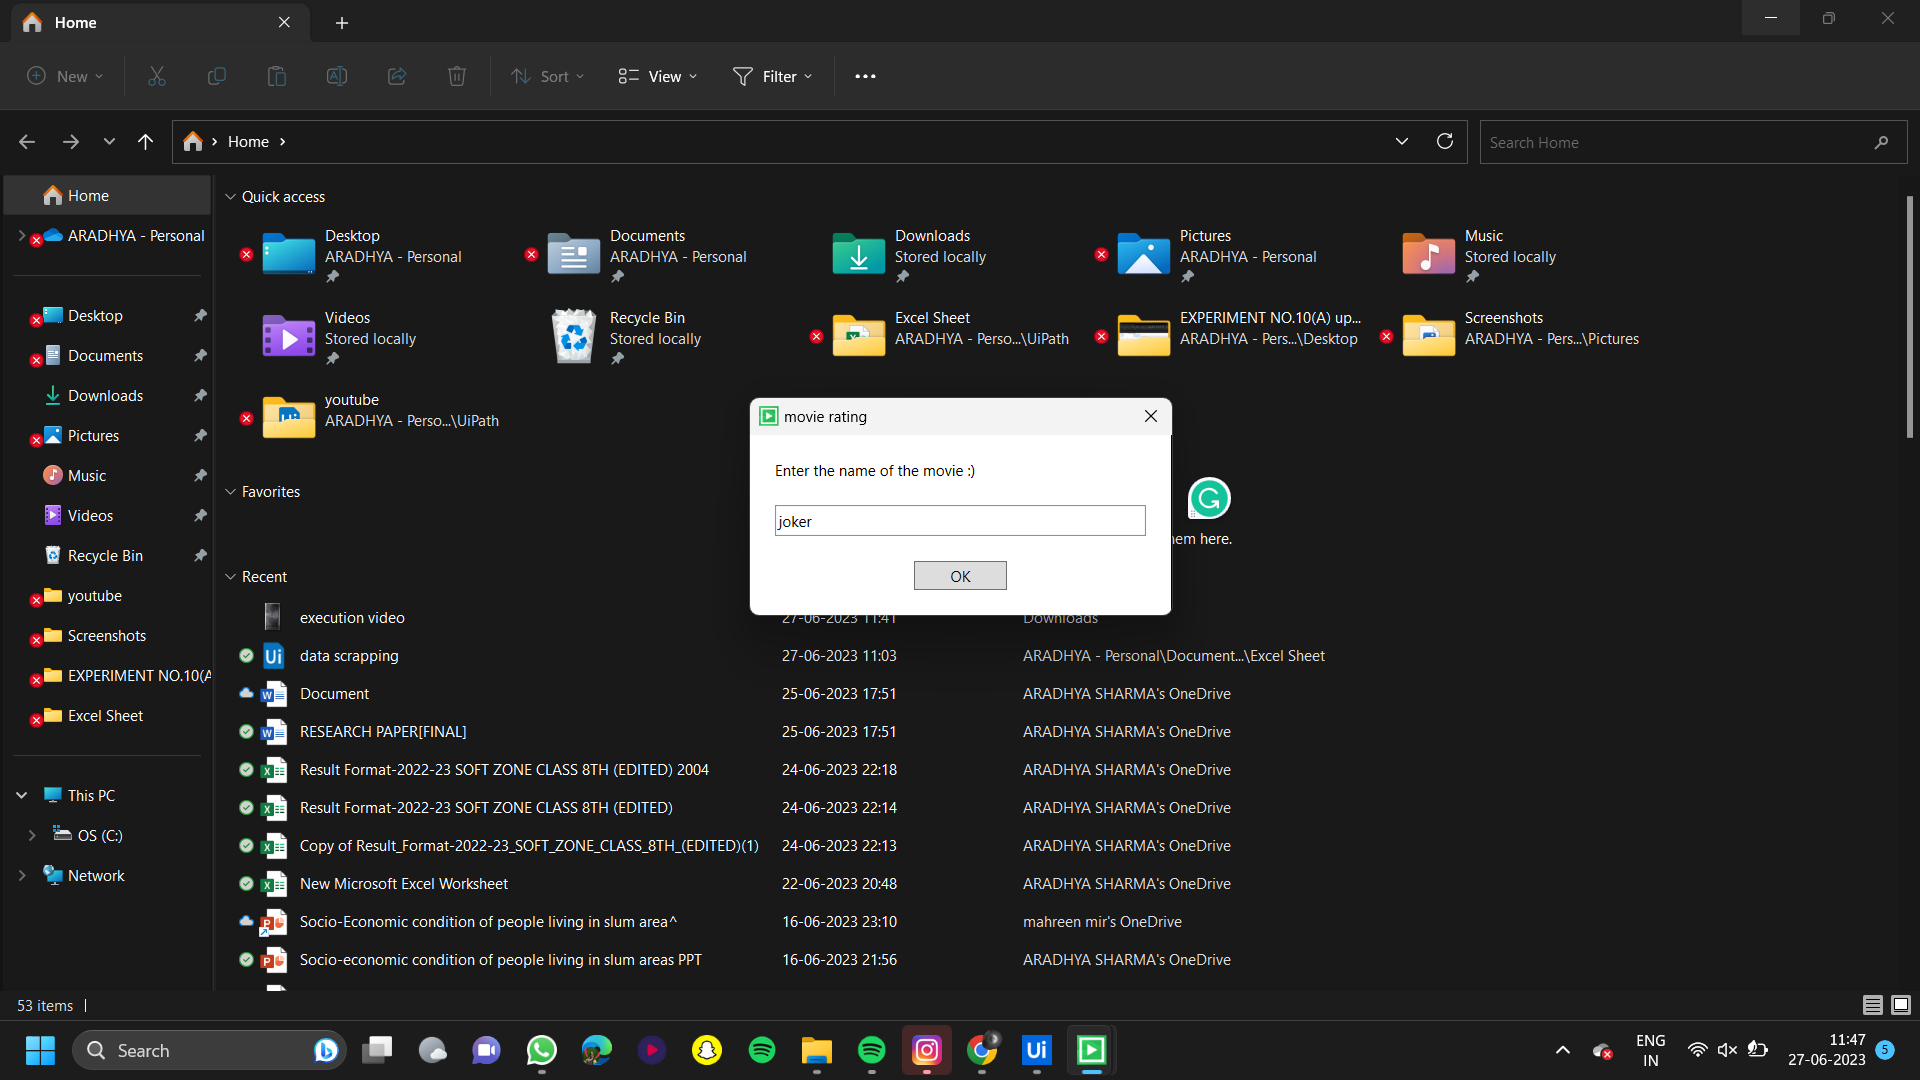 Home
New
Sort
View
Filter
Home
Search Home
Home
ARADHYA - Personal
Desktop
Documents
Downloads
Pictures
Music
Videos
Recycle Bin
youtube
Screenshots
EXPERIMENT NO.10(A
Excel Sheet
This PC
OS (C:)
Network
Quick access
Desktop
ARADHYA - Personal
Documents
ARADHYA - Personal
Downloads
Stored locally
Pictures
ARADHYA - Personal
Music
Stored locally
Videos
Stored locally
Recycle Bin
Stored locally
Excel Sheet
ARADHYA - Perso...\UiPath
EXPERIMENT NO.10(A) up...
ARADHYA - Pers...\Desktop
Screenshots
ARADHYA - Pers...\Pictures
youtube
ARADHYA - Perso...\UiPath
Favorites
em here.
movie rating
Enter the name of the movie :)
joker
OK
Recent
execution video 27-06-2023 11:41 Downloads
data scrapping 27-06-2023 11:03 ARADHYA - Personal\Document...\Excel Sheet
Document 25-06-2023 17:51 ARADHYA SHARMA's OneDrive
RESEARCH PAPER[FINAL] 25-06-2023 17:51 ARADHYA SHARMA's OneDrive
Result Format-2022-23 SOFT ZONE CLASS 8TH (EDITED) 2004 24-06-2023 22:18 ARADHYA SHARMA's OneDrive
Result Format-2022-23 SOFT ZONE CLASS 8TH (EDITED) 24-06-2023 22:14 ARADHYA SHARMA's OneDrive
Copy of Result_Format-2022-23_SOFT_ZONE_CLASS_8TH_(EDITED)(1) 24-06-2023 22:13 ARADHYA SHARMA's OneDrive
New Microsoft Excel Worksheet 22-06-2023 20:48 ARADHYA SHARMA's OneDrive
Socio-Economic condition of people living in slum area^ 16-06-2023 23:10 mahreen mir's OneDrive
Socio-economic condition of people living in slum areas PPT 16-06-2023 21:56 ARADHYA SHARMA's OneDrive
53 items
Search
Ui
ENG
IN
11:47
27-06-2023
5